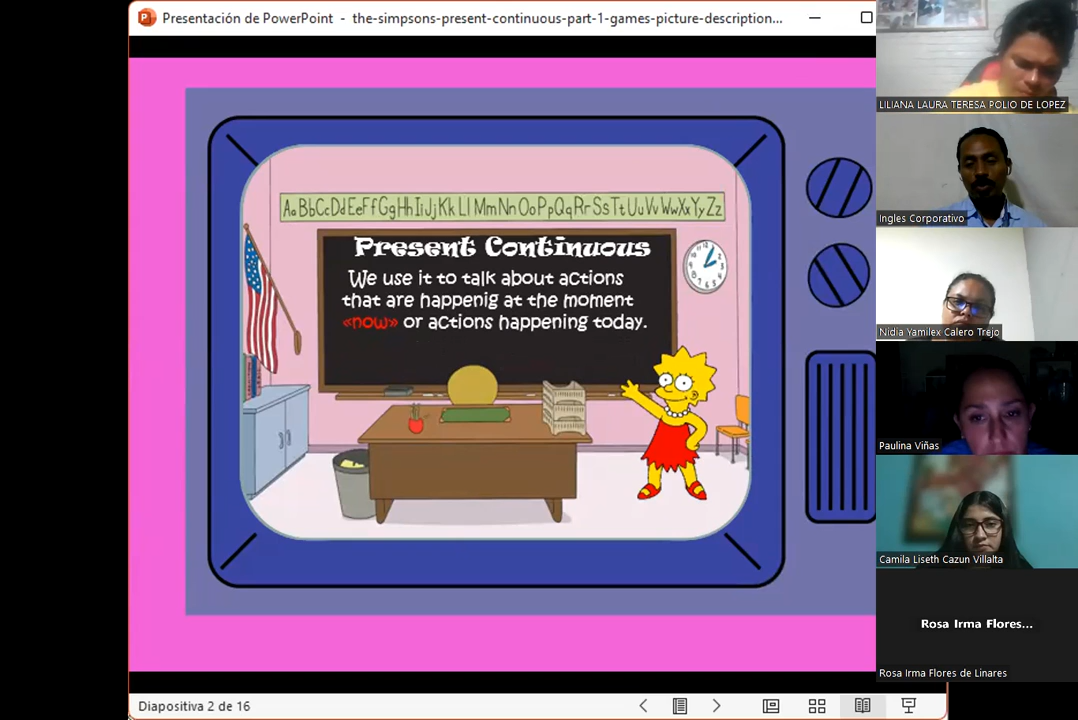 Presentación de PowerPoint - the-simpsons-present-continuous-part-1-games-picture-description...
AaBbCcDdEeFfGgHhIiJjKkLlMmNnOoPpQqRrSsTtUuVvWwXxYyZz
Present Continuous
We use it to talk about actions
that are happenig at the moment
«now» or actions happening today.
Diapositiva 2 de 16
LILIANA LAURA TERESA POLIO DE LOPEZ
Ingles Corporativo
Nidia Yamilex Calero Trejo
Paulina Viñas
Camila Liseth Cazun Villalta
Rosa Irma Flores...
Rosa Irma Flores de Linares